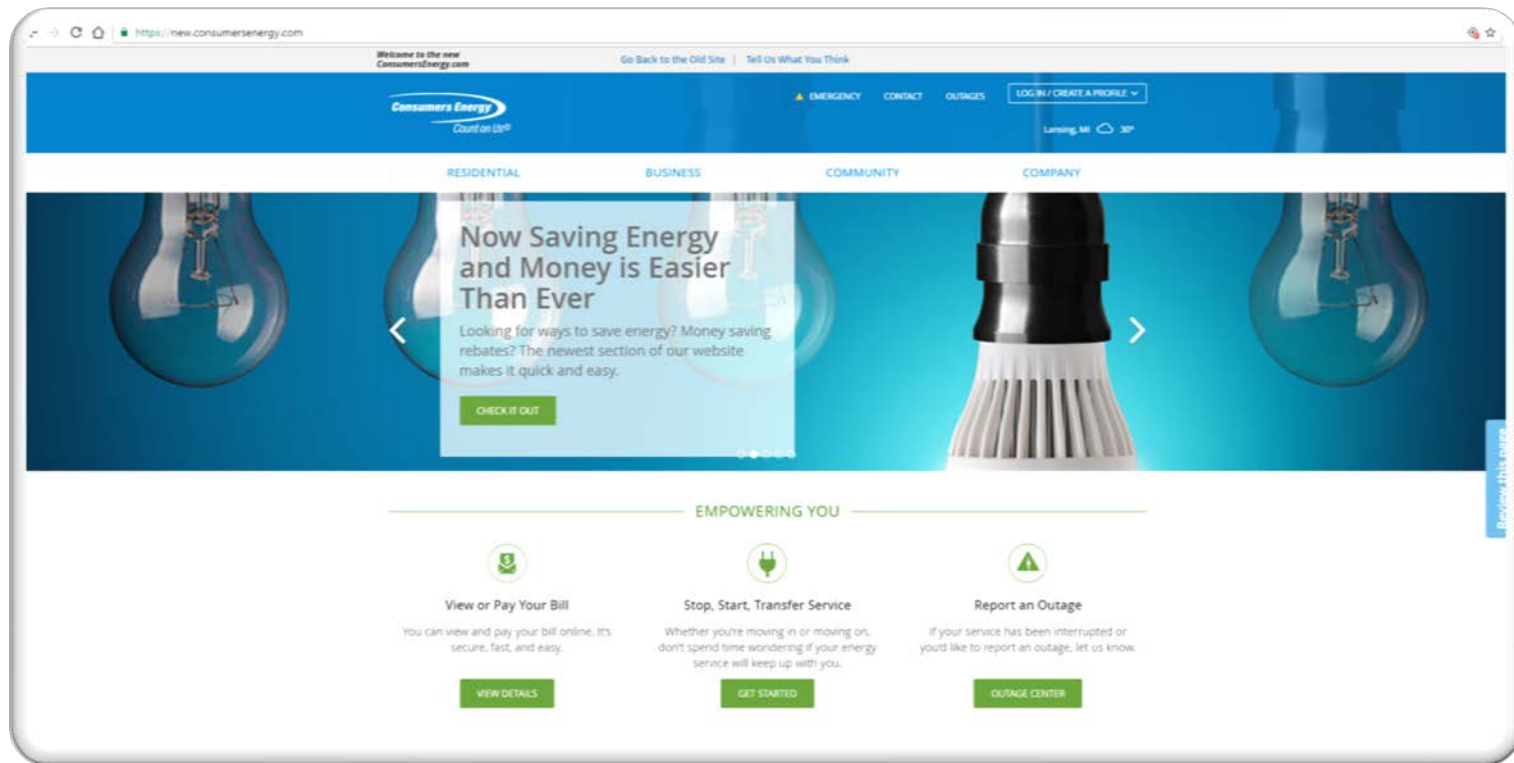 https://new.consumersenergy.com
Welcome to the new
ConsumersEnergy.com
Go Back to the Old Site | Tell Us What You Think
Consumers Energy
Count on Us®
EMERGENCY CONTACT OUTAGES LOG IN / CREATE A PROFILE
Lansing, MI 30°
RESIDENTIAL BUSINESS COMMUNITY COMPANY
Now Saving Energy
and Money is Easier
Than Ever
Looking for ways to save energy? Money saving
rebates? The newest section of our website
makes it quick and easy.
CHECK IT OUT
Review this page
EMPOWERING YOU
View or Pay Your Bill
You can view and pay your bill online. It's
secure, fast, and easy.
VIEW DETAILS
Stop, Start, Transfer Service
Whether you're moving in or moving on,
don't spend time wondering if your energy
service will keep up with you.
GET STARTED
Report an Outage
If your service has been interrupted or
you'd like to report an outage, let us know.
OUTAGE CENTER